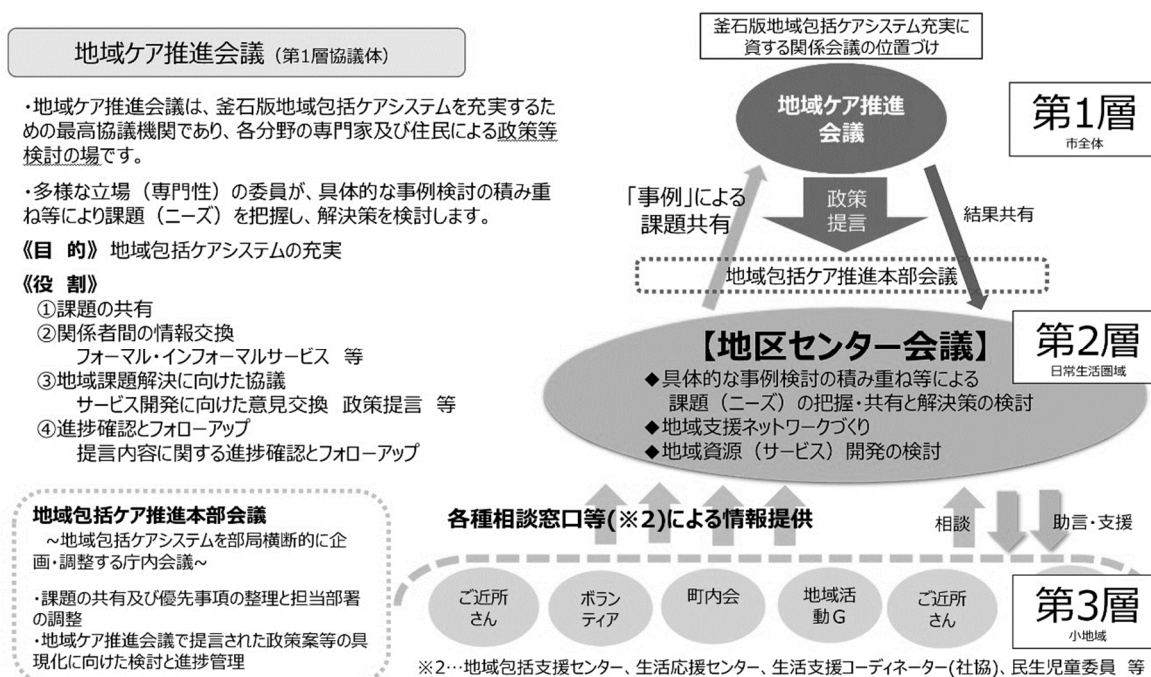 地域ケア推進会議（第1層協議体）
・地域ケア推進会議は、釜石版地域包括ケアシステムを充実するた
めの最高協議機関であり、各分野の専門家及び住民による政策等
検討の場です。
・多様な立場（専門性）の委員が、具体的な事例検討の積み重
ね等により課題（ニーズ）を把握し、解決策を検討します。
《目 的》 地域包括ケアシステムの充実
《役 割》
①課題の共有
②関係者間の情報交換
フォーマル・インフォーマルサービス 等
③地域課題解決に向けた協議
サービス開発に向けた意見交換 政策提言 等
④進捗確認とフォローアップ
提言内容に関する進捗確認とフォローアップ
地域包括ケア推進本部会議
～地域包括ケアシステムを部局横断的に企
画・調整する庁内会議～
・課題の共有及び優先事項の整理と担当部署
の調整
・地域ケア推進会議で提言された政策案等の具
現化に向けた検討と進捗管理
釜石版地域包括ケアシステム充実に
資する関係会議の位置づけ
地域ケア推進
会議
第1層
市全体
「事例」による
課題共有
政策
提言
結果共有
地域包括ケア推進本部会議
【地区センター会議】
◆具体的な事例検討の積み重ね等による
課題（ニーズ）の把握・共有と解決策の検討
◆地域支援ネットワークづくり
◆地域資源（サービス）開発の検討
第2層
日常生活圏域
各種相談窓口等(※2)による情報提供
相談
助言・支援
ご近所
さん
ボラン
ティア
町内会
地域活
動G
ご近所
さん
第3層
小地域
※2…地域包括支援センター、生活応援センター、生活支援コーディネーター(社協)、民生児童委員 等